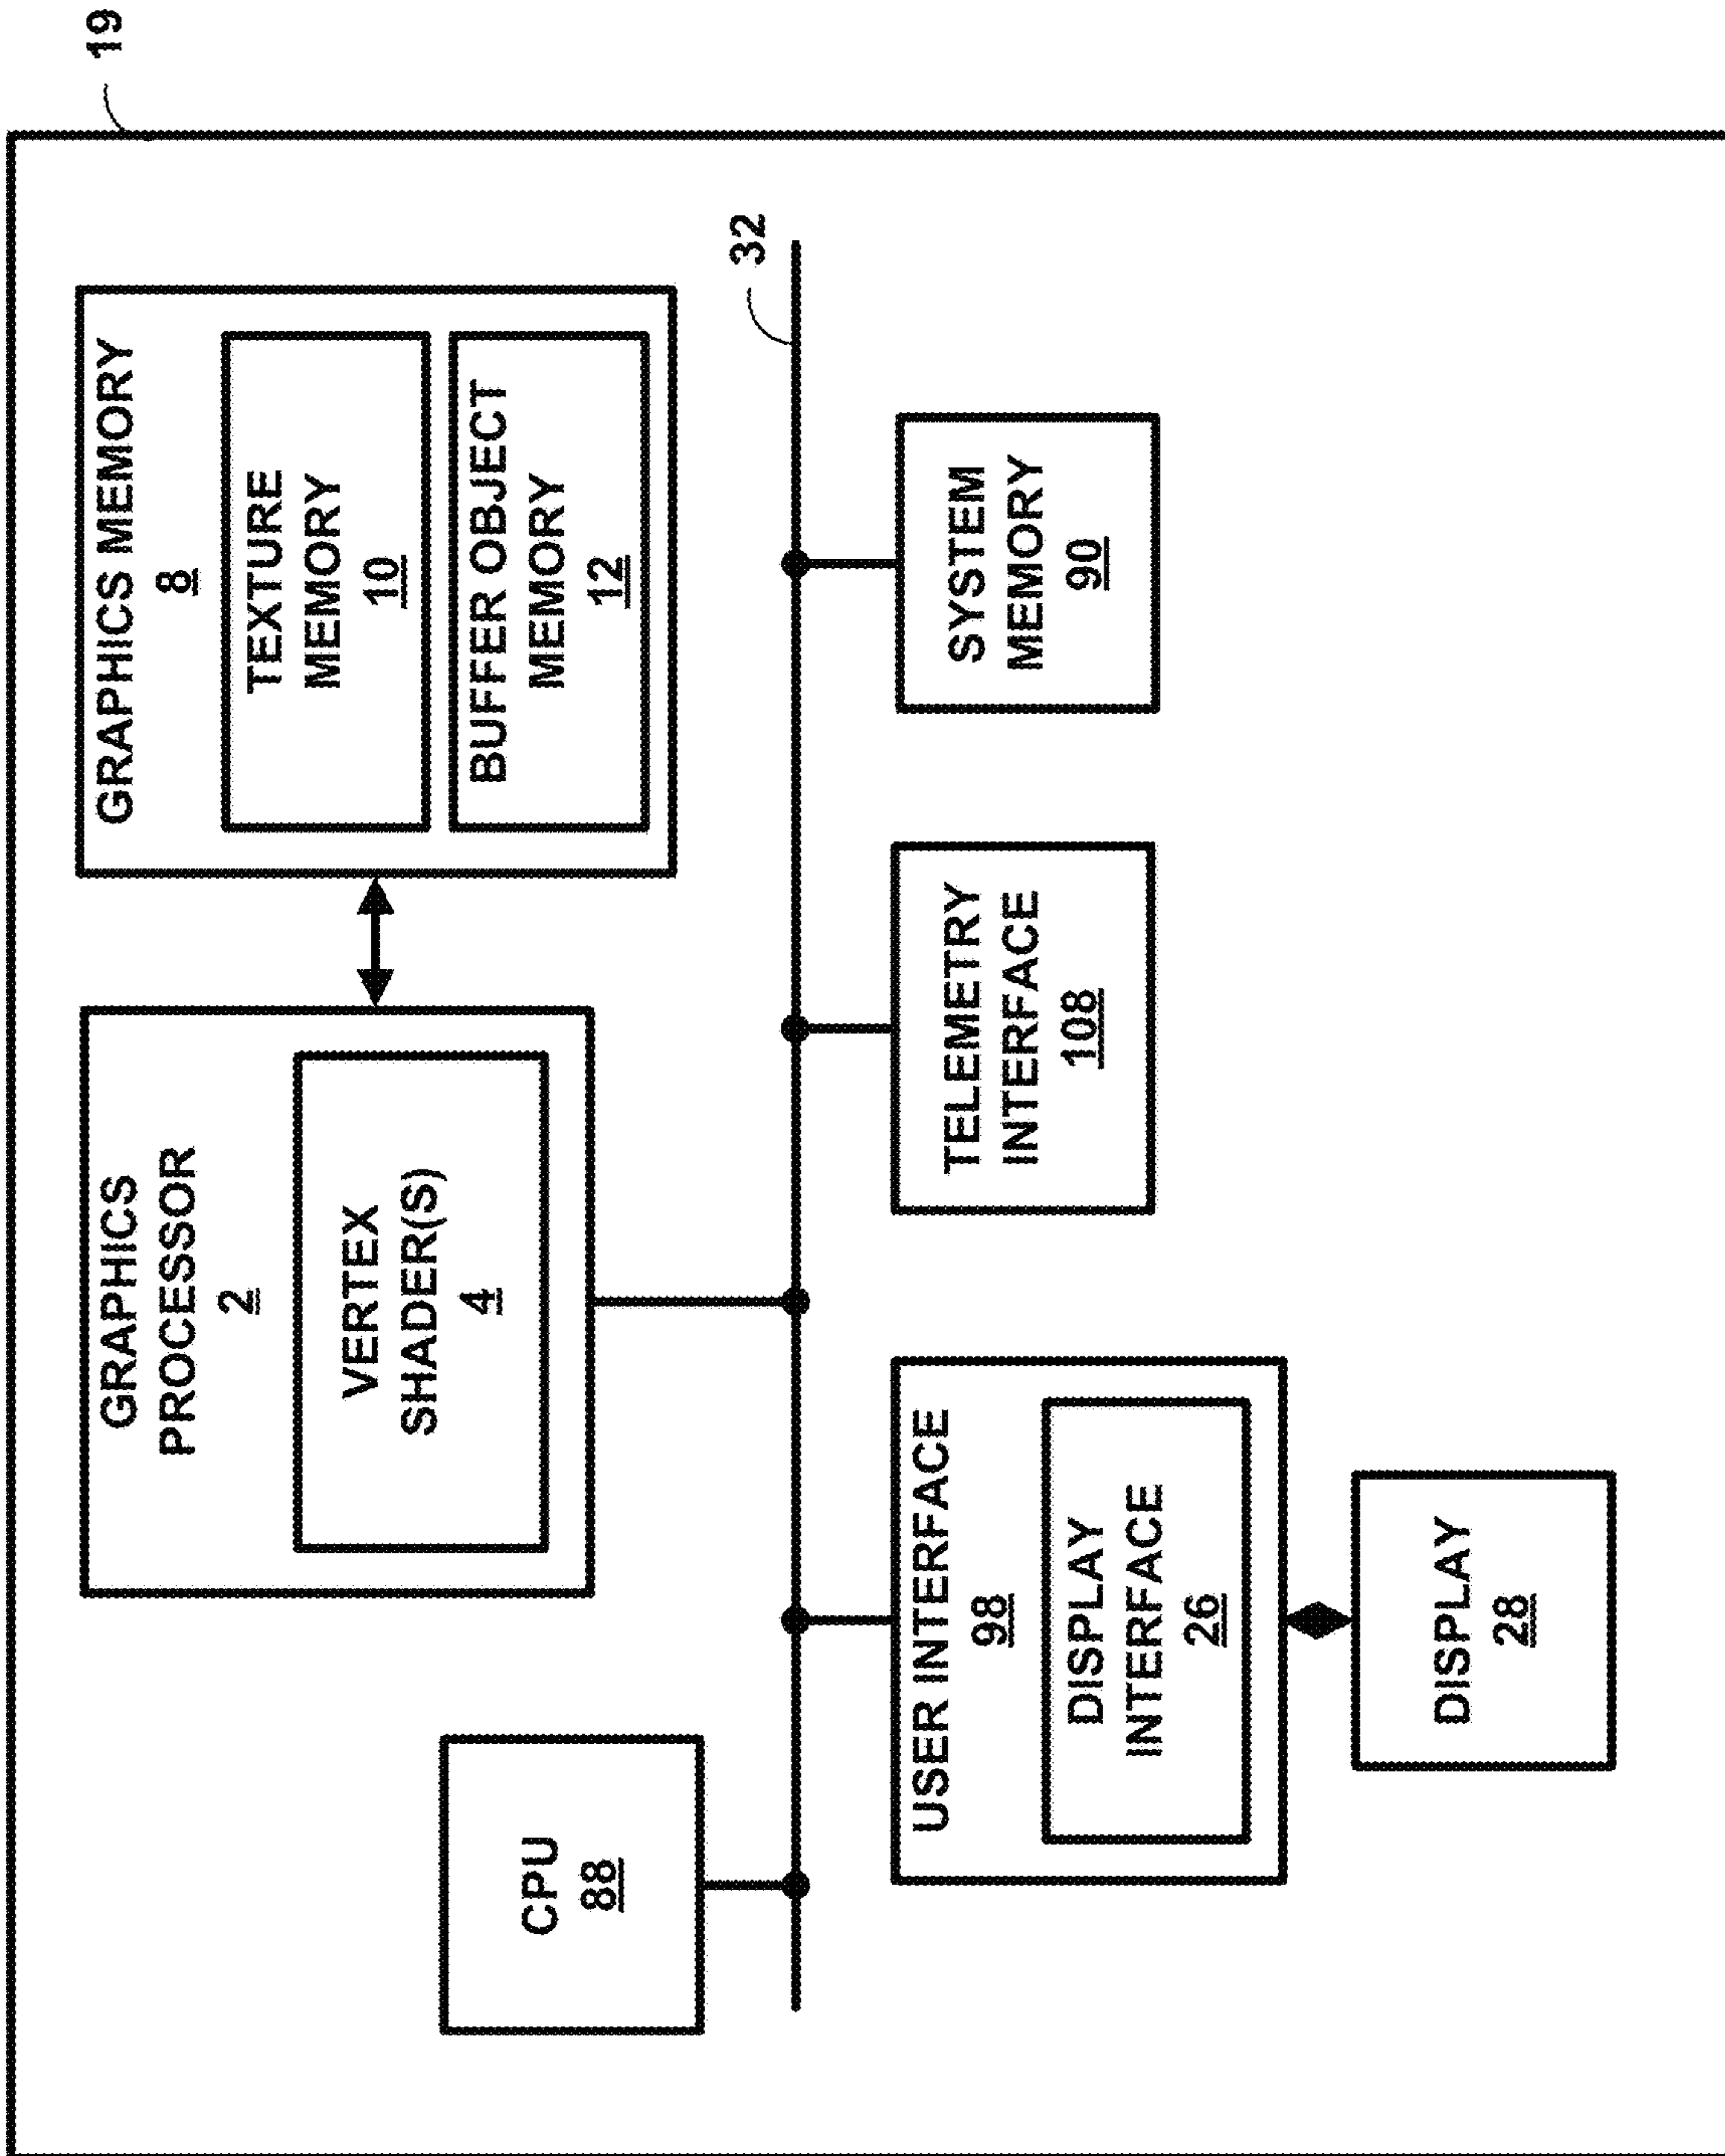 19
GRAPHICS MEMORY
8
TEXTURE
MEMORY
10
BUFFER OBJECT
MEMORY
12
GRAPHICS
PROCESSOR
2
VERTEX
SHADER(S)
4
CPU
88
32
USER INTERFACE
98
DISPLAY
INTERFACE
26
DISPLAY
28
TELEMETRY
INTERFACE
108
SYSTEM
MEMORY
90